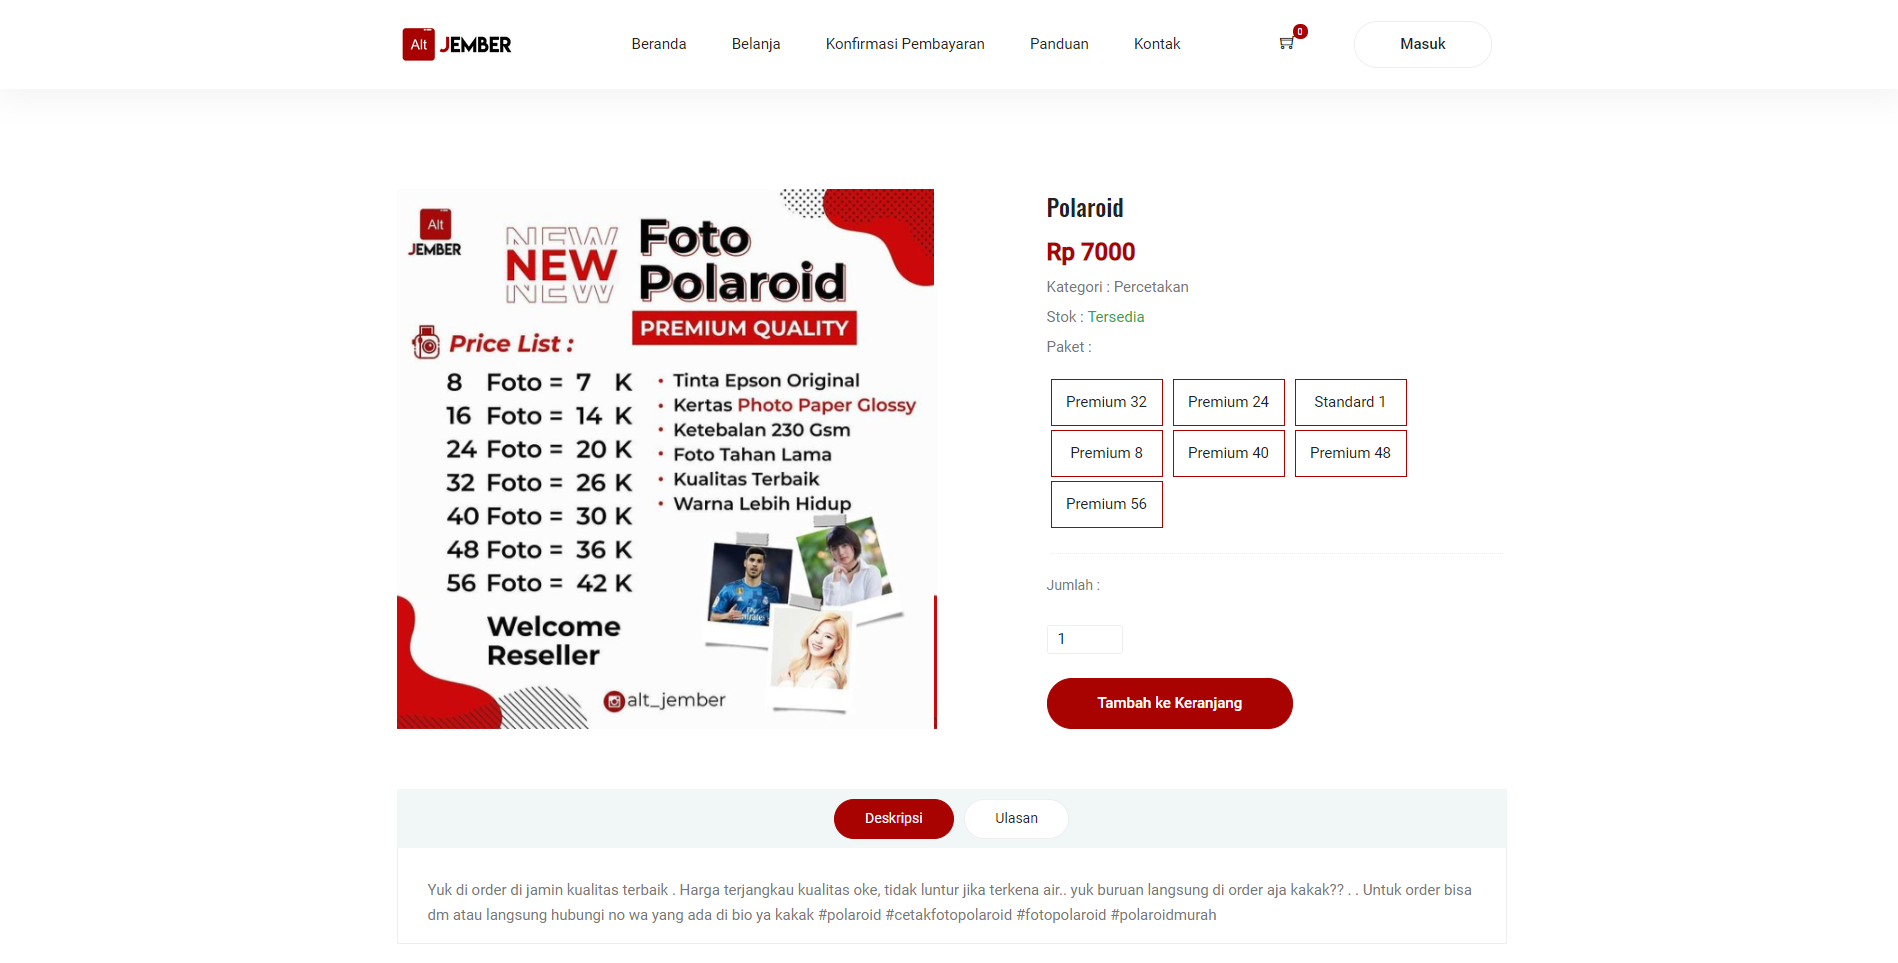 Alt JEMBER
Beranda
Belanja
Konfirmasi Pembayaran
Panduan
Kontak
0
Masuk
Alt
JEMBER
NEW
NEW
NEW
Foto
Polaroid
PREMIUM QUALITY
Price List :
8 Foto = 7 K
16 Foto = 14 K
24 Foto = 20 K
32 Foto = 26 K
40 Foto = 30 K
48 Foto = 36 K
56 Foto = 42 K
• Tinta Epson Original
• Kertas Photo Paper Glossy
• Ketebalan 230 Gsm
• Foto Tahan Lama
• Kualitas Terbaik
• Warna Lebih Hidup
Welcome
Reseller
alt_jember
Polaroid
Rp 7000
Kategori : Percetakan
Stok : Tersedia
Paket :
Premium 32
Premium 24
Standard 1
Premium 8
Premium 40
Premium 48
Premium 56
Jumlah :
1
Tambah ke Keranjang
Deskripsi
Ulasan
Yuk di order di jamin kualitas terbaik . Harga terjangkau kualitas oke, tidak luntur jika terkena air.. yuk buruan langsung di order aja kakak?? . . Untuk order bisa
dm atau langsung hubungi no wa yang ada di bio ya kakak #polaroid #cetakfotopolaroid #fotopolaroid #polaroidmurah